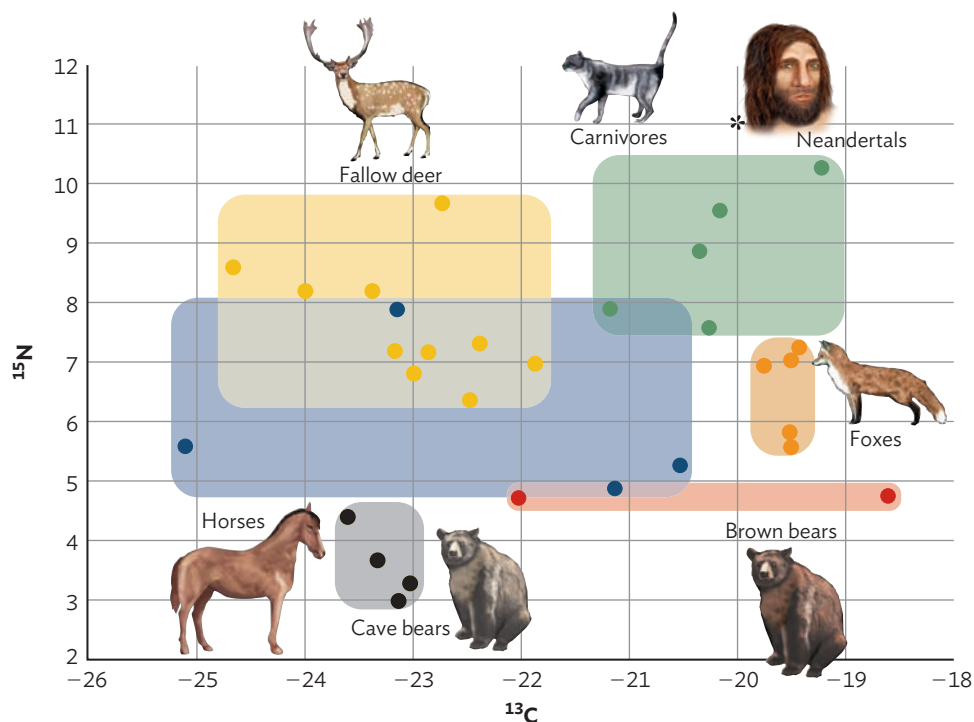 12
11
10
9
8
7
6
5
4
3
2
15N
Fallow deer
Carnivores
*
Neandertals
Foxes
Horses
Brown bears
Cave bears
−26 −25 −24 −23 −22 −21 −20 −19 −18
13C